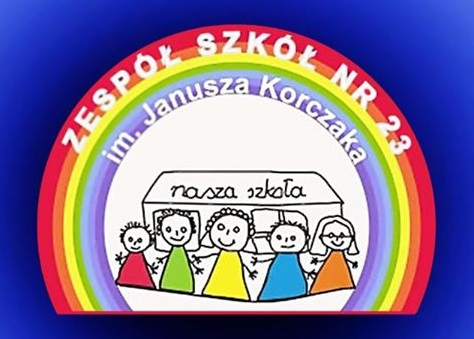 ZESPÓŁ SZKÓŁ NR 23
im. Janusza Korczaka
nasza szkoła